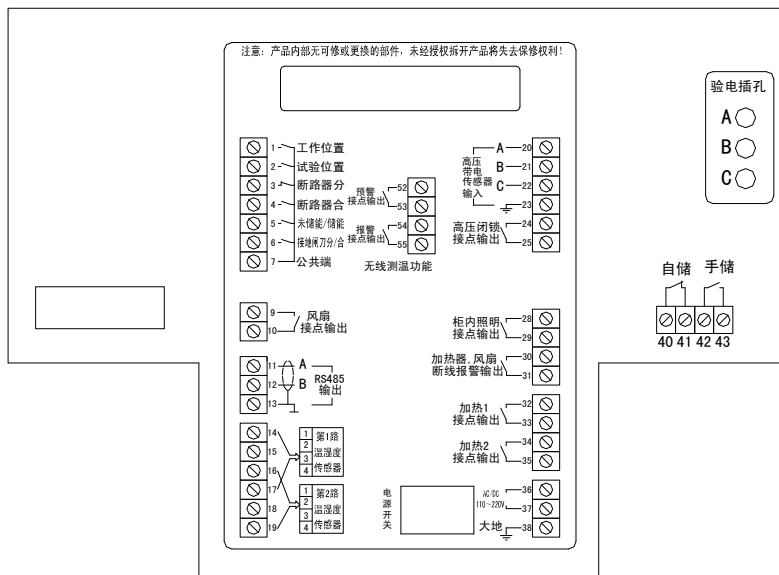 注意：产品内部无可修或更换的部件，未经授权拆开产品将失去保修权利！
验电插孔
A
B
C
1 工作位置
2 试验位置
3 断路器分
4 断路器合
5 未储能/储能
6 接地闸刀分/合
7 公共端
预警
接点输出
52
53
报警
接点输出
54
55
无线测温功能
A 20
B 21
C 22
23
高压
带电
传感器
输入
高压闭锁
接点输出
24
25
自储 手储
40 41 42 43
9
10
风扇
接点输出
柜内照明
接点输出
28
29
加热器，风扇
断线报警输出
30
31
11 A
12 B
13
RS485
输出
加热1
接点输出
32
33
加热2
接点输出
34
35
14
15
16
17
18
19
1
2
3
4
第1路
温湿度
传感器
1
2
3
4
第2路
温湿度
传感器
电源开关
AC/DC
110～220V
36
37
大地 38